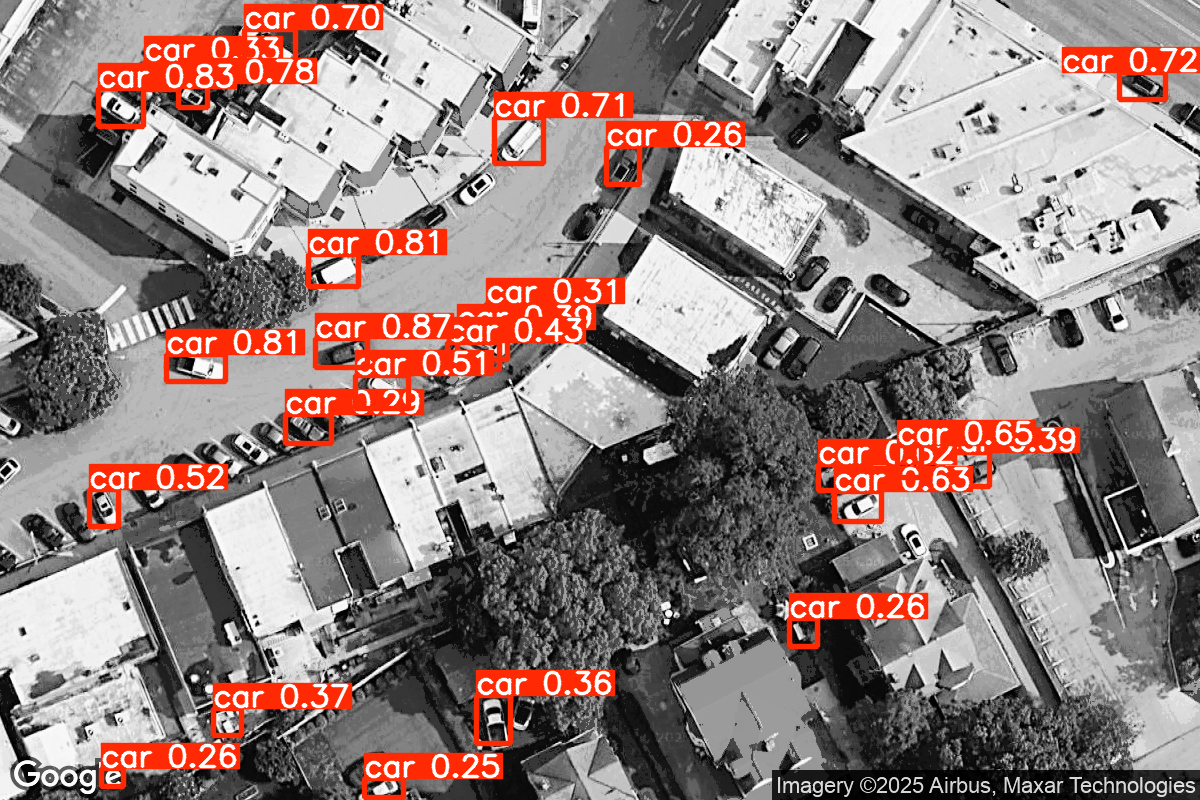 car 0.70
car 0.33
car 0.83
0.78
car 0.72
car 0.71
car 0.26
car 0.81
car 0.31
car 0.87
car 0.43
car 0.81
car 0.51
car 0.29
car 0.65
0.39
car 0.62
car 0.63
car 0.52
car 0.26
car 0.36
car 0.37
car 0.26
car 0.25
Google
Imagery ©2025 Airbus, Maxar Technologies